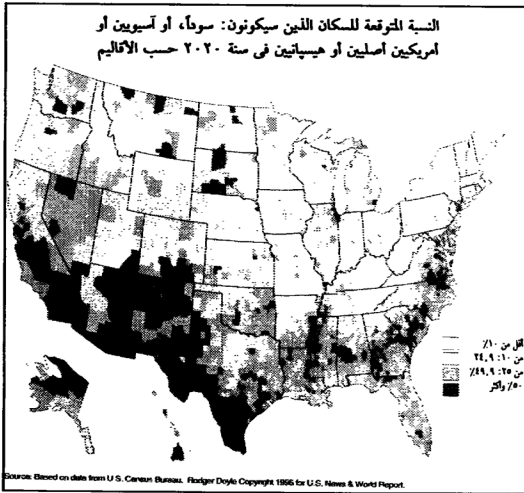 النسبة المتوقعة للسكان الذين سيكونون: سوداً، أو آسيويين أو
أمريكيين أصليين أو هيسپانيين فى سنة ٢٠٢٠ حسب الأقاليم
أقل من ١٠٪
من ١٠: ٢٤,٩
من ٢٥: ٤٩,٩٪
٥٠٪ وأكثر
Source: Based on data from U.S. Census Bureau. Rodger Doyle Copyright 1995 for U.S. News & World Report.